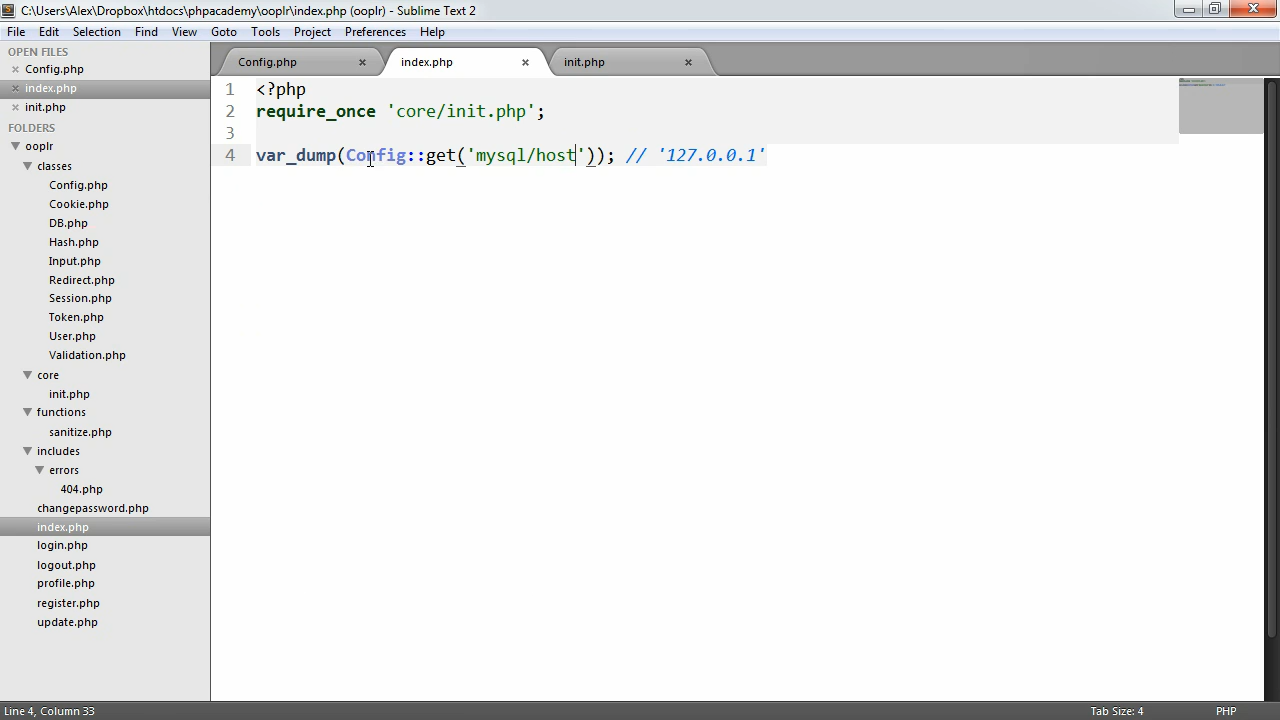 C:\Users\Alex\Dropbox\htdocs\phpacademy\ooplr\index.php (ooplr) - Sublime Text 2
File Edit Selection Find View Goto Tools Project Preferences Help
OPEN FILES
Config.php
index.php
init.php
FOLDERS
ooplr
classes
Config.php
Cookie.php
DB.php
Hash.php
Input.php
Redirect.php
Session.php
Token.php
User.php
Validation.php
core
init.php
functions
sanitize.php
includes
errors
404.php
changepassword.php
index.php
login.php
logout.php
profile.php
register.php
update.php
Config.php index.php init.php
1 <?php
2 require_once 'core/init.php';
3
4 var_dump(Config::get('mysql/host')); // '127.0.0.1'
Line 4, Column 33 Tab Size: 4 PHP